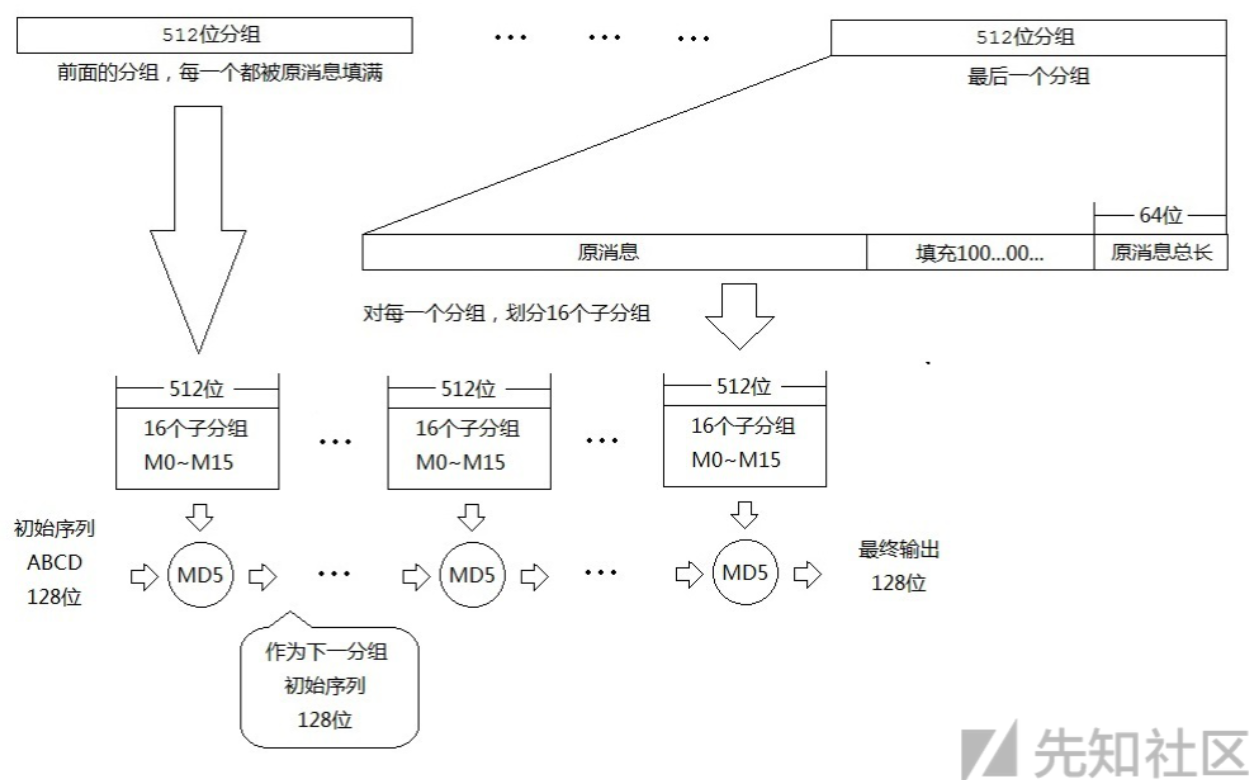 512位分组
... ... ...
512位分组
前面的分组，每一个都被原消息填满
最后一个分组
64位
原消息
填充100...00...
原消息总长
对每一个分组，划分16个子分组
512位
512位
512位
16个子分组
M0~M15
...
16个子分组
M0~M15
...
16个子分组
M0~M15
初始序列
ABCD
128位
MD5
...
MD5
...
MD5
最终输出
128位
作为下一分组
初始序列
128位
先知社区